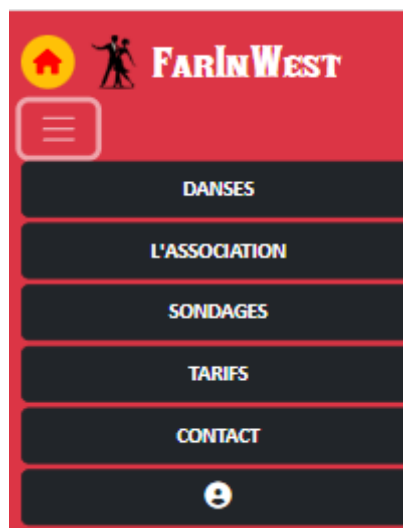 FarInWest
DANSES
L'ASSOCIATION
SONDAGES
TARIFS
CONTACT